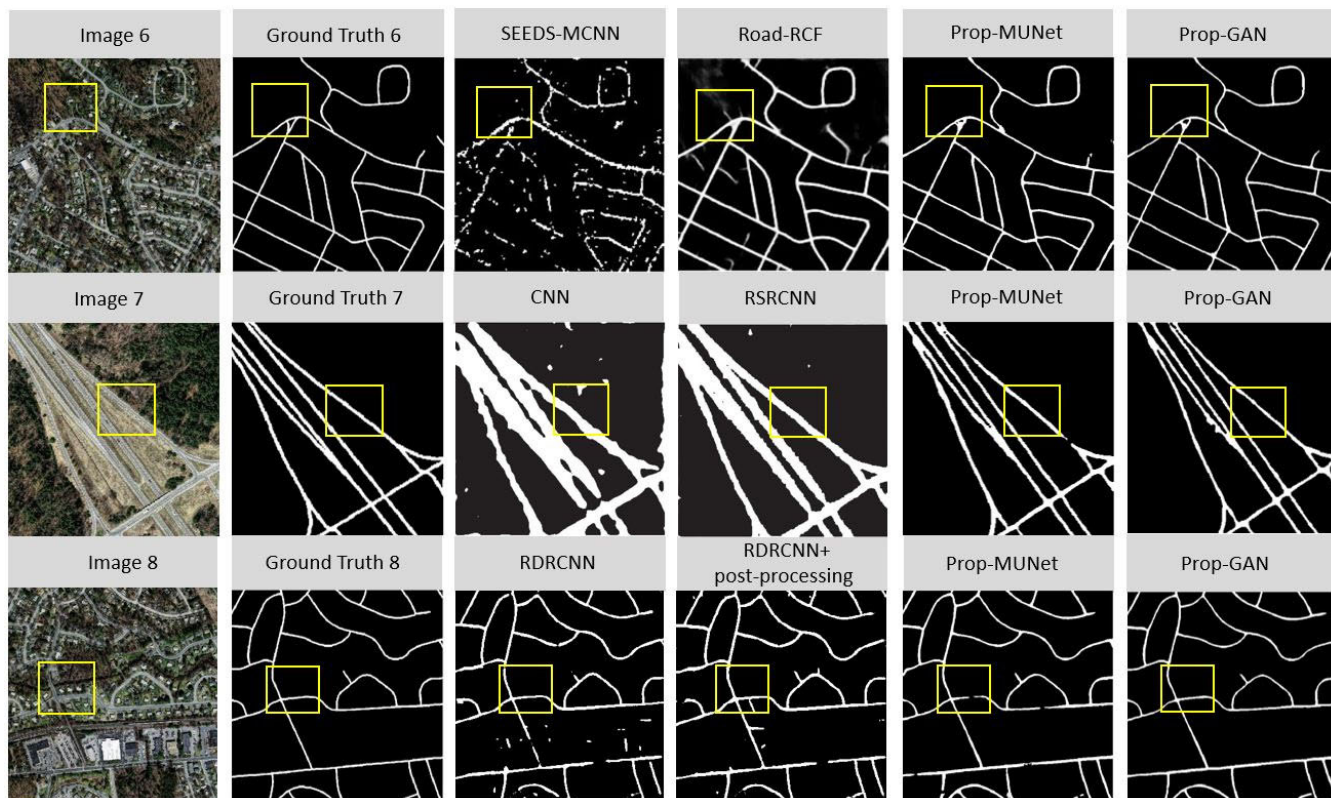 Image 6
Ground Truth 6
SEEDS-MCNN
Road-RCF
Prop-MUNet
Prop-GAN
Image 7
Ground Truth 7
CNN
RSRCNN
Prop-MUNet
Prop-GAN
Image 8
Ground Truth 8
RDRCNN
RDRCNN+
post-processing
Prop-MUNet
Prop-GAN